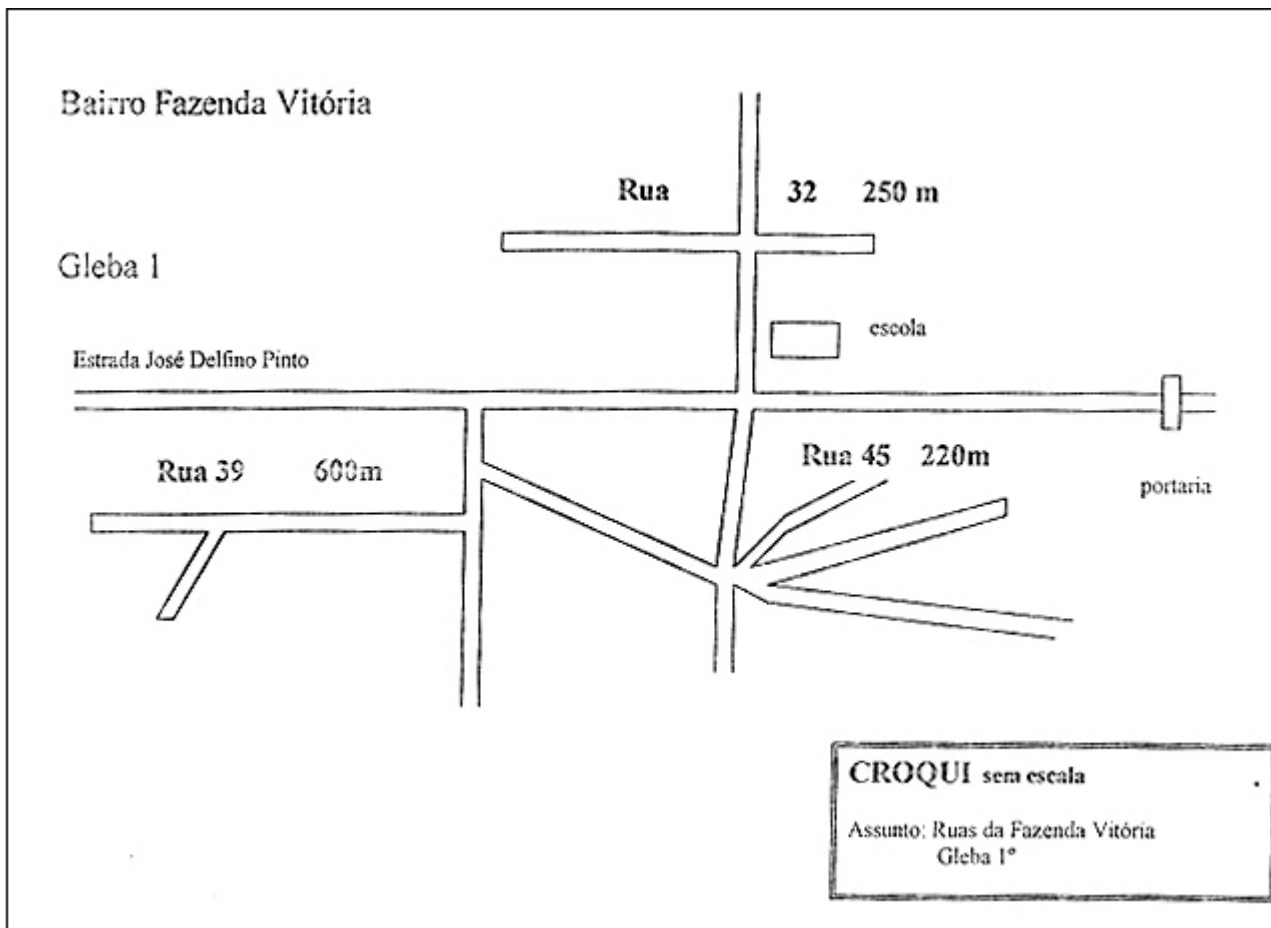 Bairro Fazenda Vitória
Rua 32 250 m
Gleba 1
escola
Estrada José Delfino Pinto
Rua 39 600m
Rua 45 220m
portaria
CROQUI sem escala
Assunto: Ruas da Fazenda Vitória
Gleba 1º